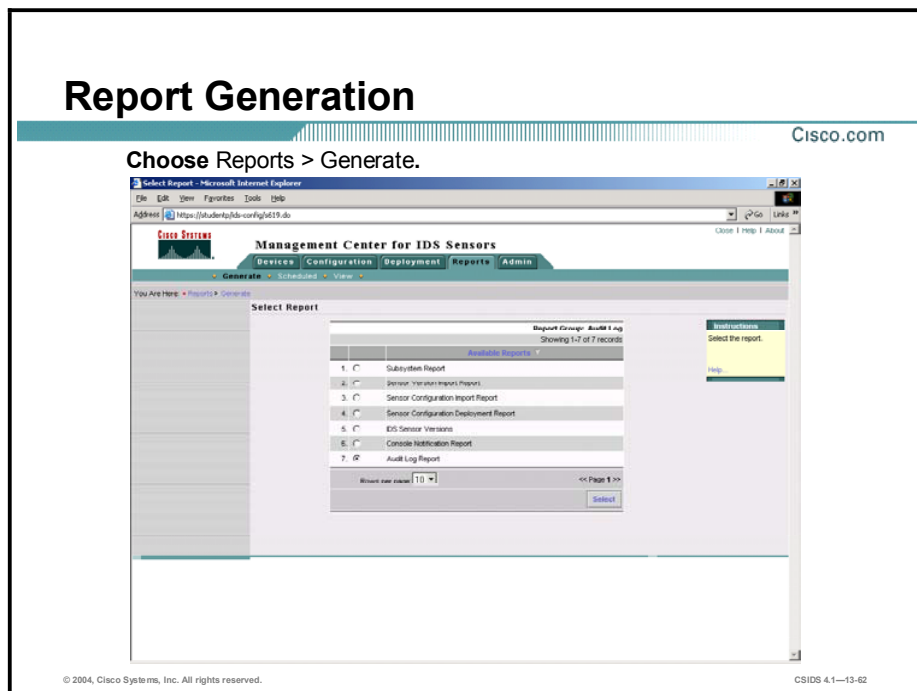 Report Generation
Cisco.com
Choose Reports > Generate.
Select Report - Microsoft Internet Explorer
File Edit View Favorites Tools Help
Address https://studentp/ids-config/s619.do Go Links »
Close | Help | About
CISCO SYSTEMS
Management Center for IDS Sensors
Devices Configuration Deployment Reports Admin
Generate Scheduled View
You Are Here: Reports > Generate
Select Report
Report Group: Audit Log
Showing 1-7 of 7 records
Available Reports
1. Subsystem Report
2. Sensor Version Import Report
3. Sensor Configuration Import Report
4. Sensor Configuration Deployment Report
5. IDS Sensor Versions
6. Console Notification Report
7. Audit Log Report
Rows per page: 10 << Page 1 >>
Select
Instructions
Select the report.
Help...
© 2004, Cisco Systems, Inc. All rights reserved. CSIDS 4.1—13-62